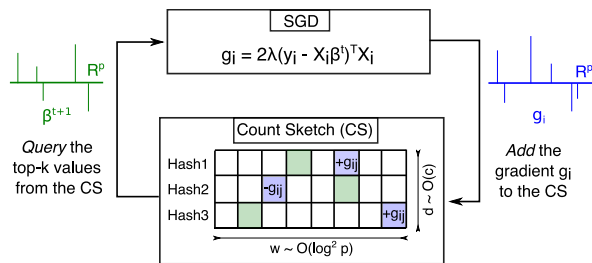 SGD
gᵢ = 2λ(yᵢ - Xᵢβᵗ)ᵀXᵢ
Rᵖ
βᵗ⁺¹
Query the
top-k values
from the CS
Rᵖ
gᵢ
Add the
gradient gᵢ
to the CS
Count Sketch (CS)
Hash1
+gᵢⱼ
Hash2
-gᵢⱼ
Hash3
+gᵢⱼ
d ~ O(c)
w ~ O(log² p)